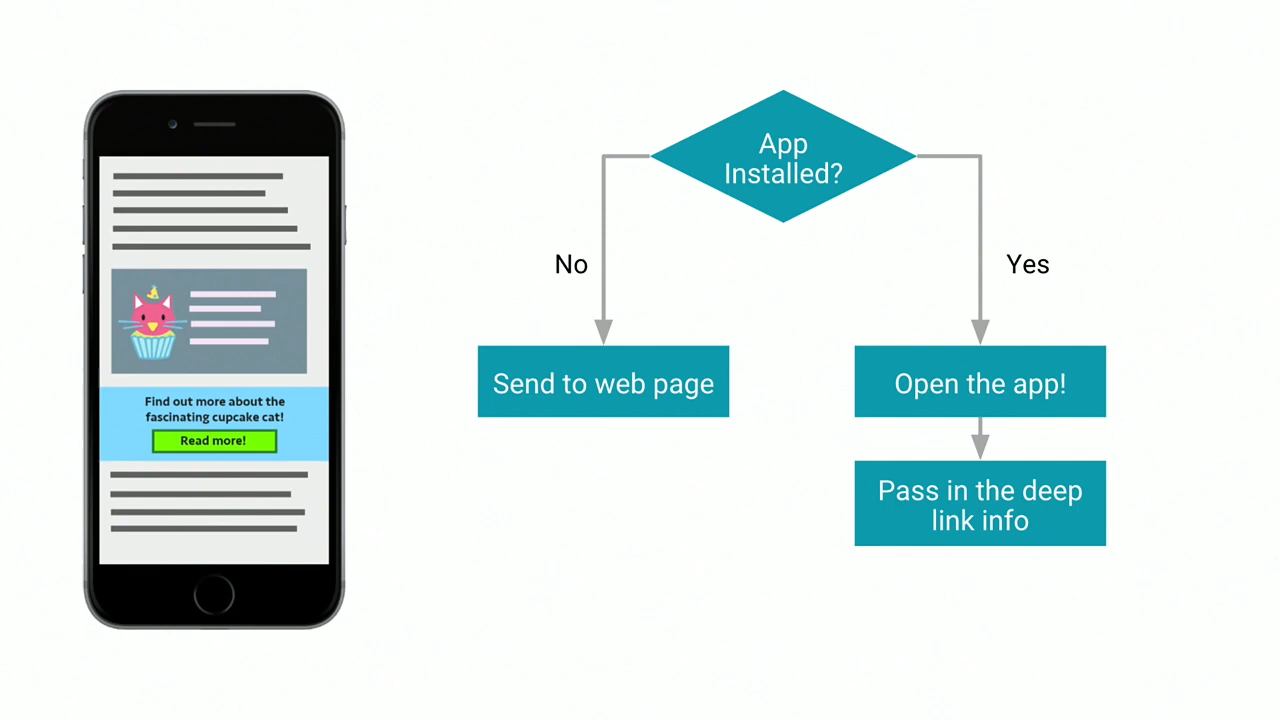 Find out more about the
fascinating cupcake cat!
Read more!
App
Installed?
No
Yes
Send to web page
Open the app!
Pass in the deep
link info